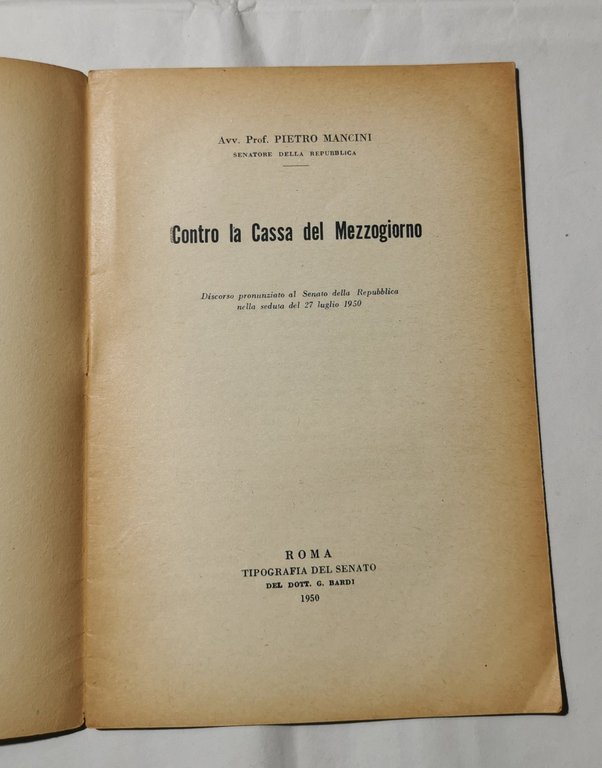 Avv. Prof. PIETRO MANCINI
SENATORE DELLA REPUBBLICA
Contro la Cassa del Mezzogiorno
Discorso pronunziato al Senato della Repubblica
nella seduta del 27 luglio 1950
ROMA
TIPOGRAFIA DEL SENATO
DEL DOTT. G. BARDI
1950